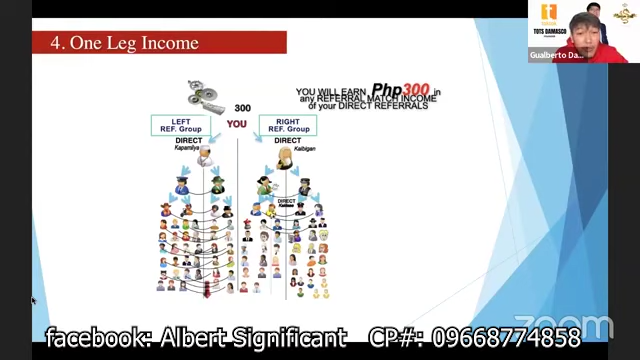 4. One Leg Income
TOTS DAMASCO
Gualberto Da...
YOU WILL EARN Php300 in
any REFERRAL MATCH INCOME
of your DIRECT REFERRALS
300
LEFT
REF. Group
YOU
RIGHT
REF. Group
DIRECT
Kapamilya
DIRECT
Kaibigan
DIRECT
zoom
facebook: Albert Significant CP#: 09668774858